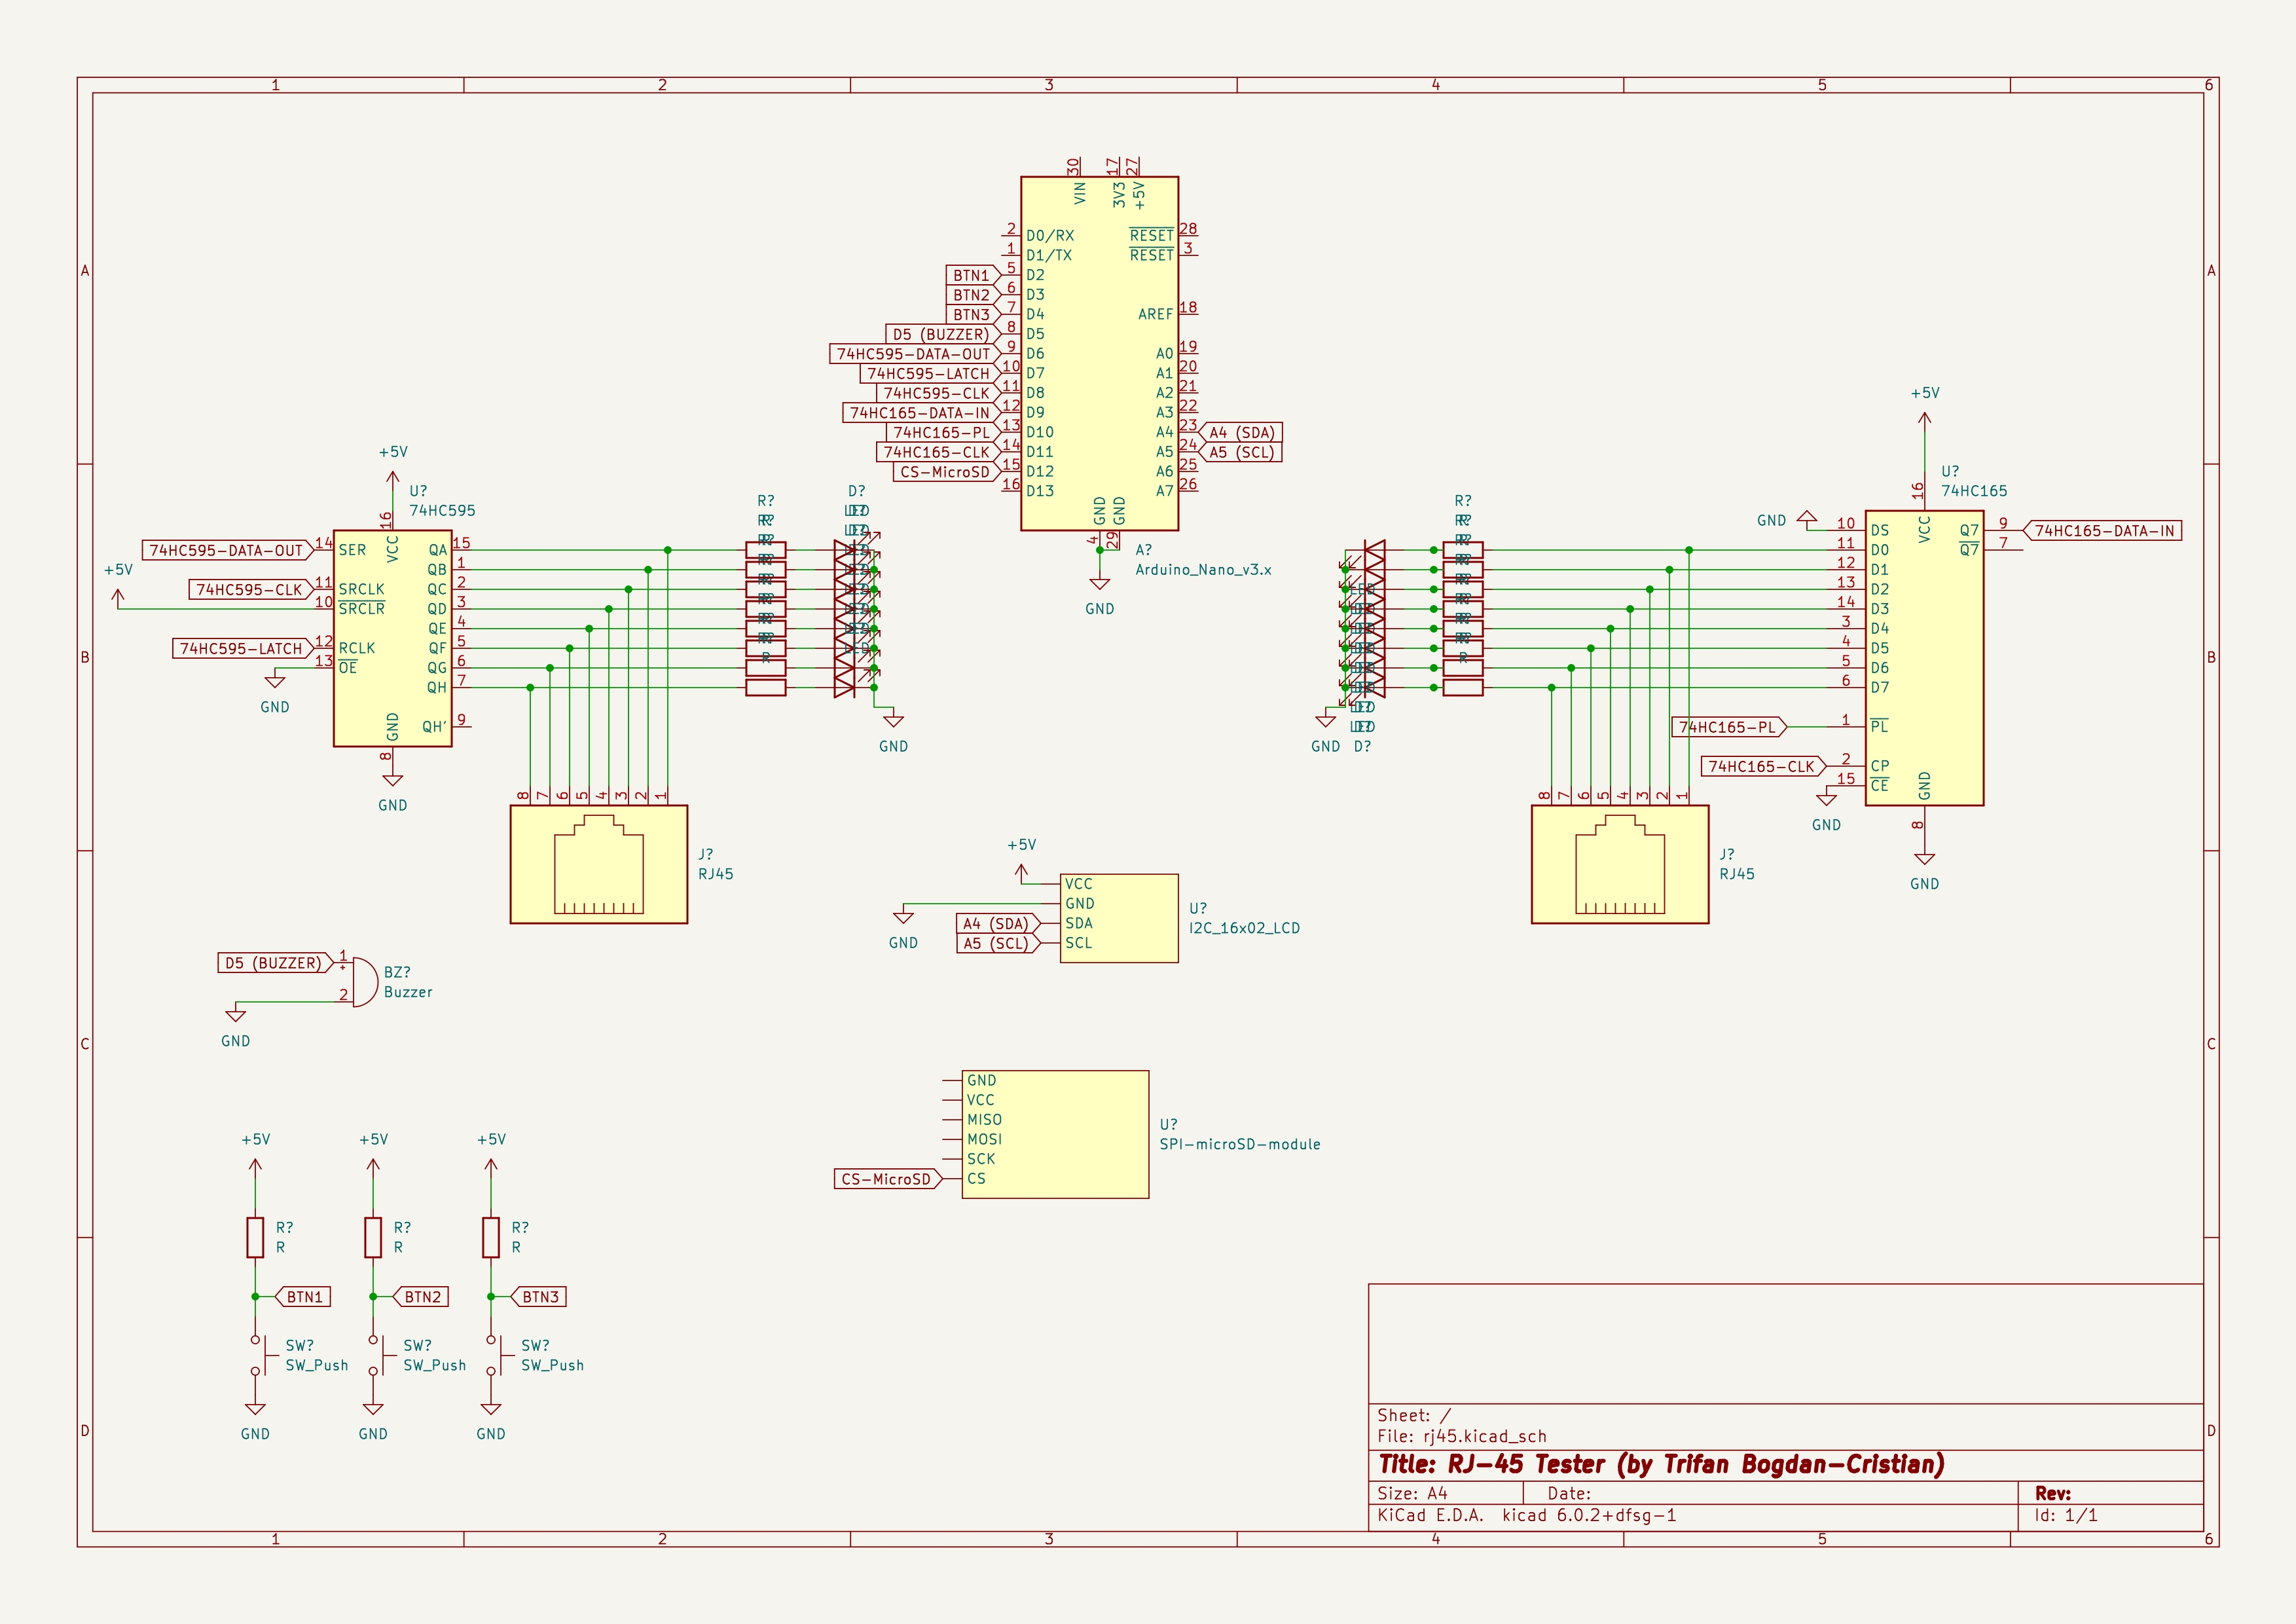 1 2 3 4 5 6
A
B
C
D
A
B
C
D
1 2 3 4 5 6
30 17 27
VIN 3V3 +5V
2 D0/RX RESET 28
1 D1/TX RESET 3
BTN1 5 D2
BTN2 6 D3
BTN3 7 D4 AREF 18
D5 (BUZZER) 8 D5
74HC595-DATA-OUT 9 D6 A0 19
74HC595-LATCH 10 D7 A1 20
74HC595-CLK 11 D8 A2 21
74HC165-DATA-IN 12 D9 A3 22
74HC165-PL 13 D10 A4 23 A4 (SDA)
74HC165-CLK 14 D11 A5 24 A5 (SCL)
CS-MicroSD 15 D12 A6 25
16 D13 A7 26
GND GND
4 29
A?
Arduino_Nano_v3.x
GND
+5V
U?
74HC595
16
VCC
74HC595-DATA-OUT 14 SER QA 15
QB 1
+5V
74HC595-CLK 11 SRCLK QC 2
10 SRCLR QD 3
QE 4
74HC595-LATCH 12 RCLK QF 5
13 OE QG 6
GND
QH 7
QH' 9
GND
8
GND
R?
R
D?
GND
8 7 6 5 4 3 2 1
J?
RJ45
R?
R
D?
GND
+5V
U?
74HC165
16
VCC
GND 10 DS Q7 9 74HC165-DATA-IN
11 D0 Q7 7
12 D1
13 D2
14 D3
3 D4
4 D5
5 D6
6 D7
74HC165-PL 1 PL
74HC165-CLK 2 CP
15 CE
GND
GND
8
GND
8 7 6 5 4 3 2 1
J?
RJ45
+5V
VCC
GND
GND
A4 (SDA) SDA
A5 (SCL) SCL
U?
I2C_16x02_LCD
D5 (BUZZER) 1
+
2
BZ?
Buzzer
GND
GND
VCC
MISO
MOSI
SCK
CS-MicroSD CS
U?
SPI-microSD-module
+5V +5V +5V
R? R? R?
R R R
BTN1 BTN2 BTN3
SW? SW? SW?
SW_Push SW_Push SW_Push
GND GND GND
Sheet: /
File: rj45.kicad_sch
Title: RJ-45 Tester (by Trifan Bogdan-Cristian)
Size: A4 Date: Rev:
KiCad E.D.A. kicad 6.0.2+dfsg-1 Id: 1/1